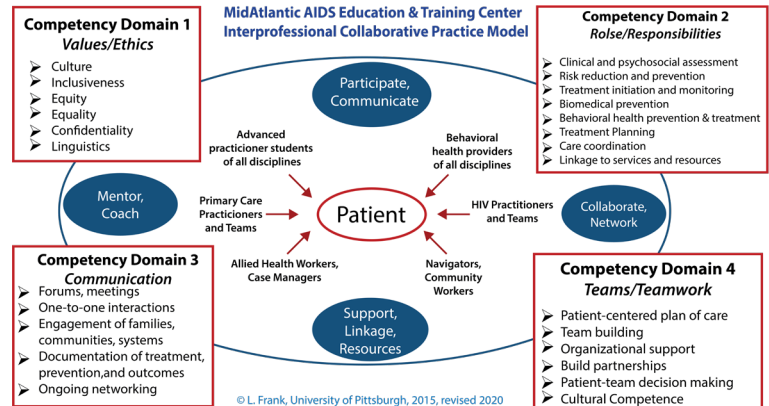 MidAtlantic AIDS Education & Training Center
Interprofessional Collaborative Practice Model
Competency Domain 1
Values/Ethics
Culture
Inclusiveness
Equity
Equality
Confidentiality
Linguistics
Competency Domain 2
Rolse/Responsibilities
Clinical and psychosocial assessment
Risk reduction and prevention
Treatment initiation and monitoring
Biomedical prevention
Behavioral health prevention & treatment
Treatment Planning
Care coordination
Linkage to services and resources
Participate,
Communicate
Advanced
practitioner students
of all disciplines
Behavioral
health providers
of all disciplines
Mentor,
Coach
Primary Care
Practicioners
and Teams
Patient
HIV Practitioners
and Teams
Collaborate,
Network
Allied Health Workers,
Case Managers
Navigators,
Community
Workers
Support,
Linkage,
Resources
Competency Domain 3
Communication
Forums, meetings
One-to-one interactions
Engagement of families,
communities, systems
Documentation of treatment,
prevention,and outcomes
Ongoing networking
Competency Domain 4
Teams/Teamwork
Patient-centered plan of care
Team building
Organizational support
Build partnerships
Patient-team decision making
Cultural Competence
© L. Frank, University of Pittsburgh, 2015, revised 2020